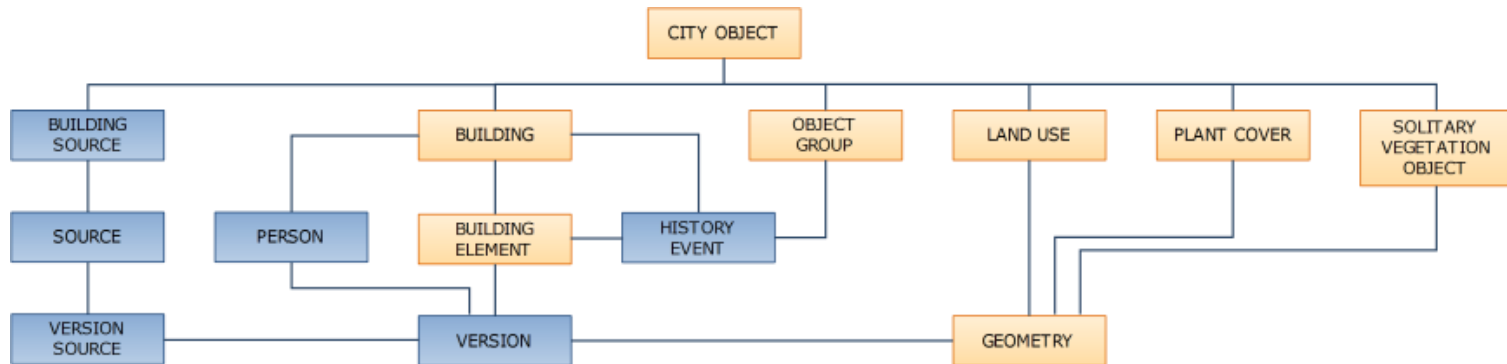 CITY OBJECT
BUILDING
SOURCE
BUILDING
OBJECT
GROUP
LAND USE
PLANT COVER
SOLITARY
VEGETATION
OBJECT
SOURCE
PERSON
BUILDING
ELEMENT
HISTORY
EVENT
VERSION
SOURCE
VERSION
GEOMETRY